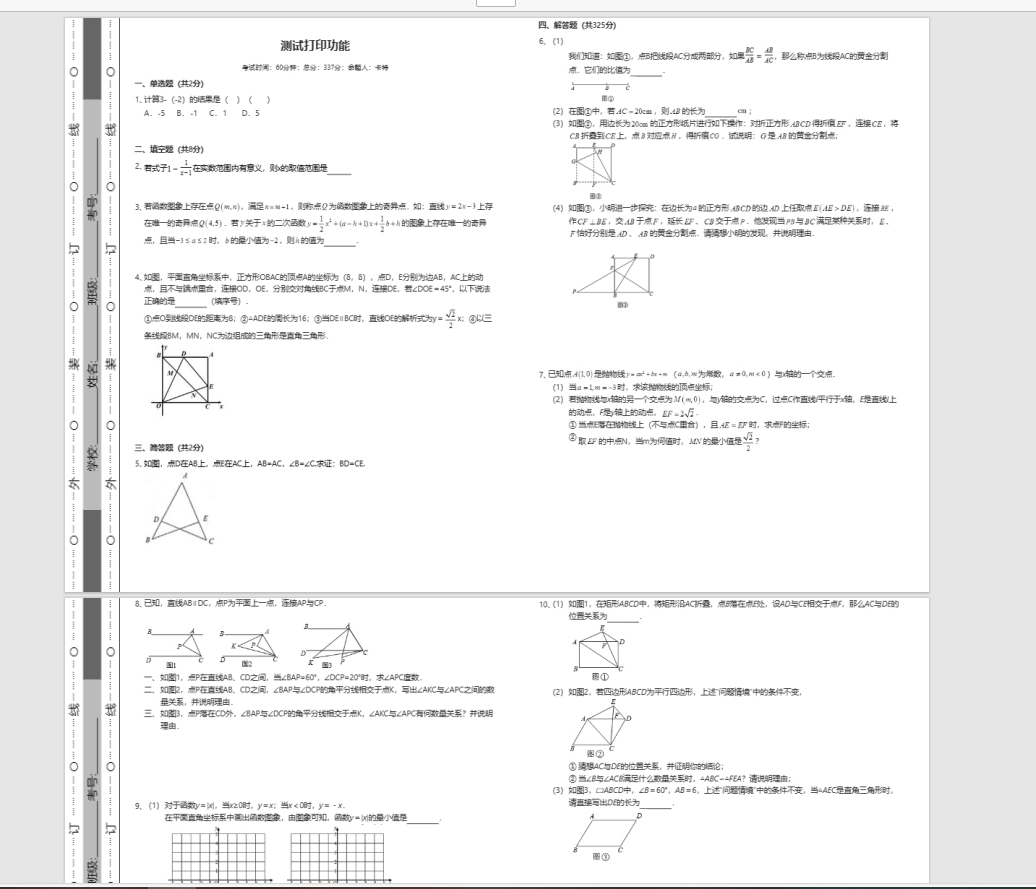 测试打印功能
考试时间：60分钟；总分：337分；命题人：卡特
一、单选题（共2分）
1、计算3-（-2）的结果是（　）（　　）
A．-5　B．-1　C．1　D．5
二、填空题（共8分）
2、若式子1－1/(x−1)在实数范围内有意义，则x的取值范围是______
3、若函数图象上存在点Q(m,n)，满足n=m+1，则称点Q为函数图象上的奇异点．如：直线y=2x−3上存
在唯一的奇异点Q(4,5)．若y关于x的二次函数y=1/2x²+(a−h+1)x+1/2b+h的图象上存在唯一的奇异
点，且当−3≤a≤2时，b的最小值为−2，则h的值为______．
4、如图，平面直角坐标系中，正方形OBAC的顶点A的坐标为（8，8），点D，E分别为边AB，AC上的动
点，且不与端点重合，连接OD，OE，分别交对角线BC于点M，N，连接DE，若∠DOE＝45°，以下说法
正确的是______（填序号）．
①点O到线段DE的距离为8；②△ADE的周长为16；③当DE∥BC时，直线OE的解析式为y＝√2/2 x；④以三
条线段BM，MN，NC为边组成的三角形是直角三角形．
y
B D A
M
E
N
O C x
三、简答题（共2分）
5、如图，点D在AB上，点E在AC上，AB=AC，∠B=∠C.求证：BD=CE.
A
D E
B C
四、解答题（共325分）
6、（1）
我们知道：如图①，点B把线段AC分成两部分，如果BC/AB＝AB/AC，那么称点B为线段AC的黄金分割
点．它们的比值为______．
A B C
图①
（2）在图①中，若AC＝20cm，则AB的长为______cm；
（3）如图②，用边长为20cm的正方形纸片进行如下操作：对折正方形ABCD得折痕EF，连接CE，将
CB折叠到CE上，点B对应点H，得折痕CG．试说明：G是AB的黄金分割点；
A E D
H
G
B F C
图②
（4）如图③，小明进一步探究：在边长为a的正方形ABCD的边AD上任取点E(AE＞DE)，连接BE，
作CF⊥BE，交AB于点F，延长EF、CB交于点P．他发现当PB与BC满足某种关系时，E、
F恰好分别是AD、AB的黄金分割点．请猜想小明的发现，并说明理由．
A E D
F
P B C
图③
7、已知点A(1,0)是抛物线y=ax²+bx+m（a,b,m为常数，a≠0,m＜0）与x轴的一个交点．
（1）当a=1,m=−3时，求该抛物线的顶点坐标；
（2）若抛物线与x轴的另一个交点为M(m,0)，与y轴的交点为C，过点C作直线l平行于x轴，E是直线l上
的动点，F是y轴上的动点，EF=2√2．
①当点E落在抛物线上（不与点C重合），且AE=EF时，求点F的坐标；
②取EF的中点N，当m为何值时，MN的最小值是√2/2？
8、已知，直线AB∥DC，点P为平面上一点，连接AP与CP．
B A
P
D C
图1
B A
K P
D C
图2
B A
D C
K P
图3
一、如图1，点P在直线AB、CD之间，当∠BAP=60°，∠DCP=20°时，求∠APC度数．
二、如图2，点P在直线AB、CD之间，∠BAP与∠DCP的角平分线相交于点K，写出∠AKC与∠APC之间的数
量关系，并说明理由．
三、如图3，点P落在CD外，∠BAP与∠DCP的角平分线相交于点K，∠AKC与∠APC有何数量关系？并说明
理由．
9、（1）对于函数y＝|x|，当x≥0时，y＝x；当x＜0时，y＝﹣x．
在平面直角坐标系中画出函数图象，由图象可知，函数y＝|x|的最小值是______．
10、（1）如图1，在矩形ABCD中，将矩形沿AC折叠，点B落在点E处，设AD与CE相交于点F，那么AC与DE的
位置关系为______．
E
A F D
B C
图①
（2）如图2，若四边形ABCD为平行四边形，上述“问题情境”中的条件不变，
E
A F D
B C
图②
①猜想AC与DE的位置关系，并证明你的结论；
②当∠B与∠ACB满足什么数量关系时，△ABC∽△FEA？请说明理由；
（3）如图3，□ABCD中，∠B＝60°，AB＝6，上述“问题情境”中的条件不变，当△AEC是直角三角形时，
请直接写出DE的长为______．
A D
B C
图③
学校: 姓名: 班级: 考号:
外 装 订 线
班级: 考号:
订 线